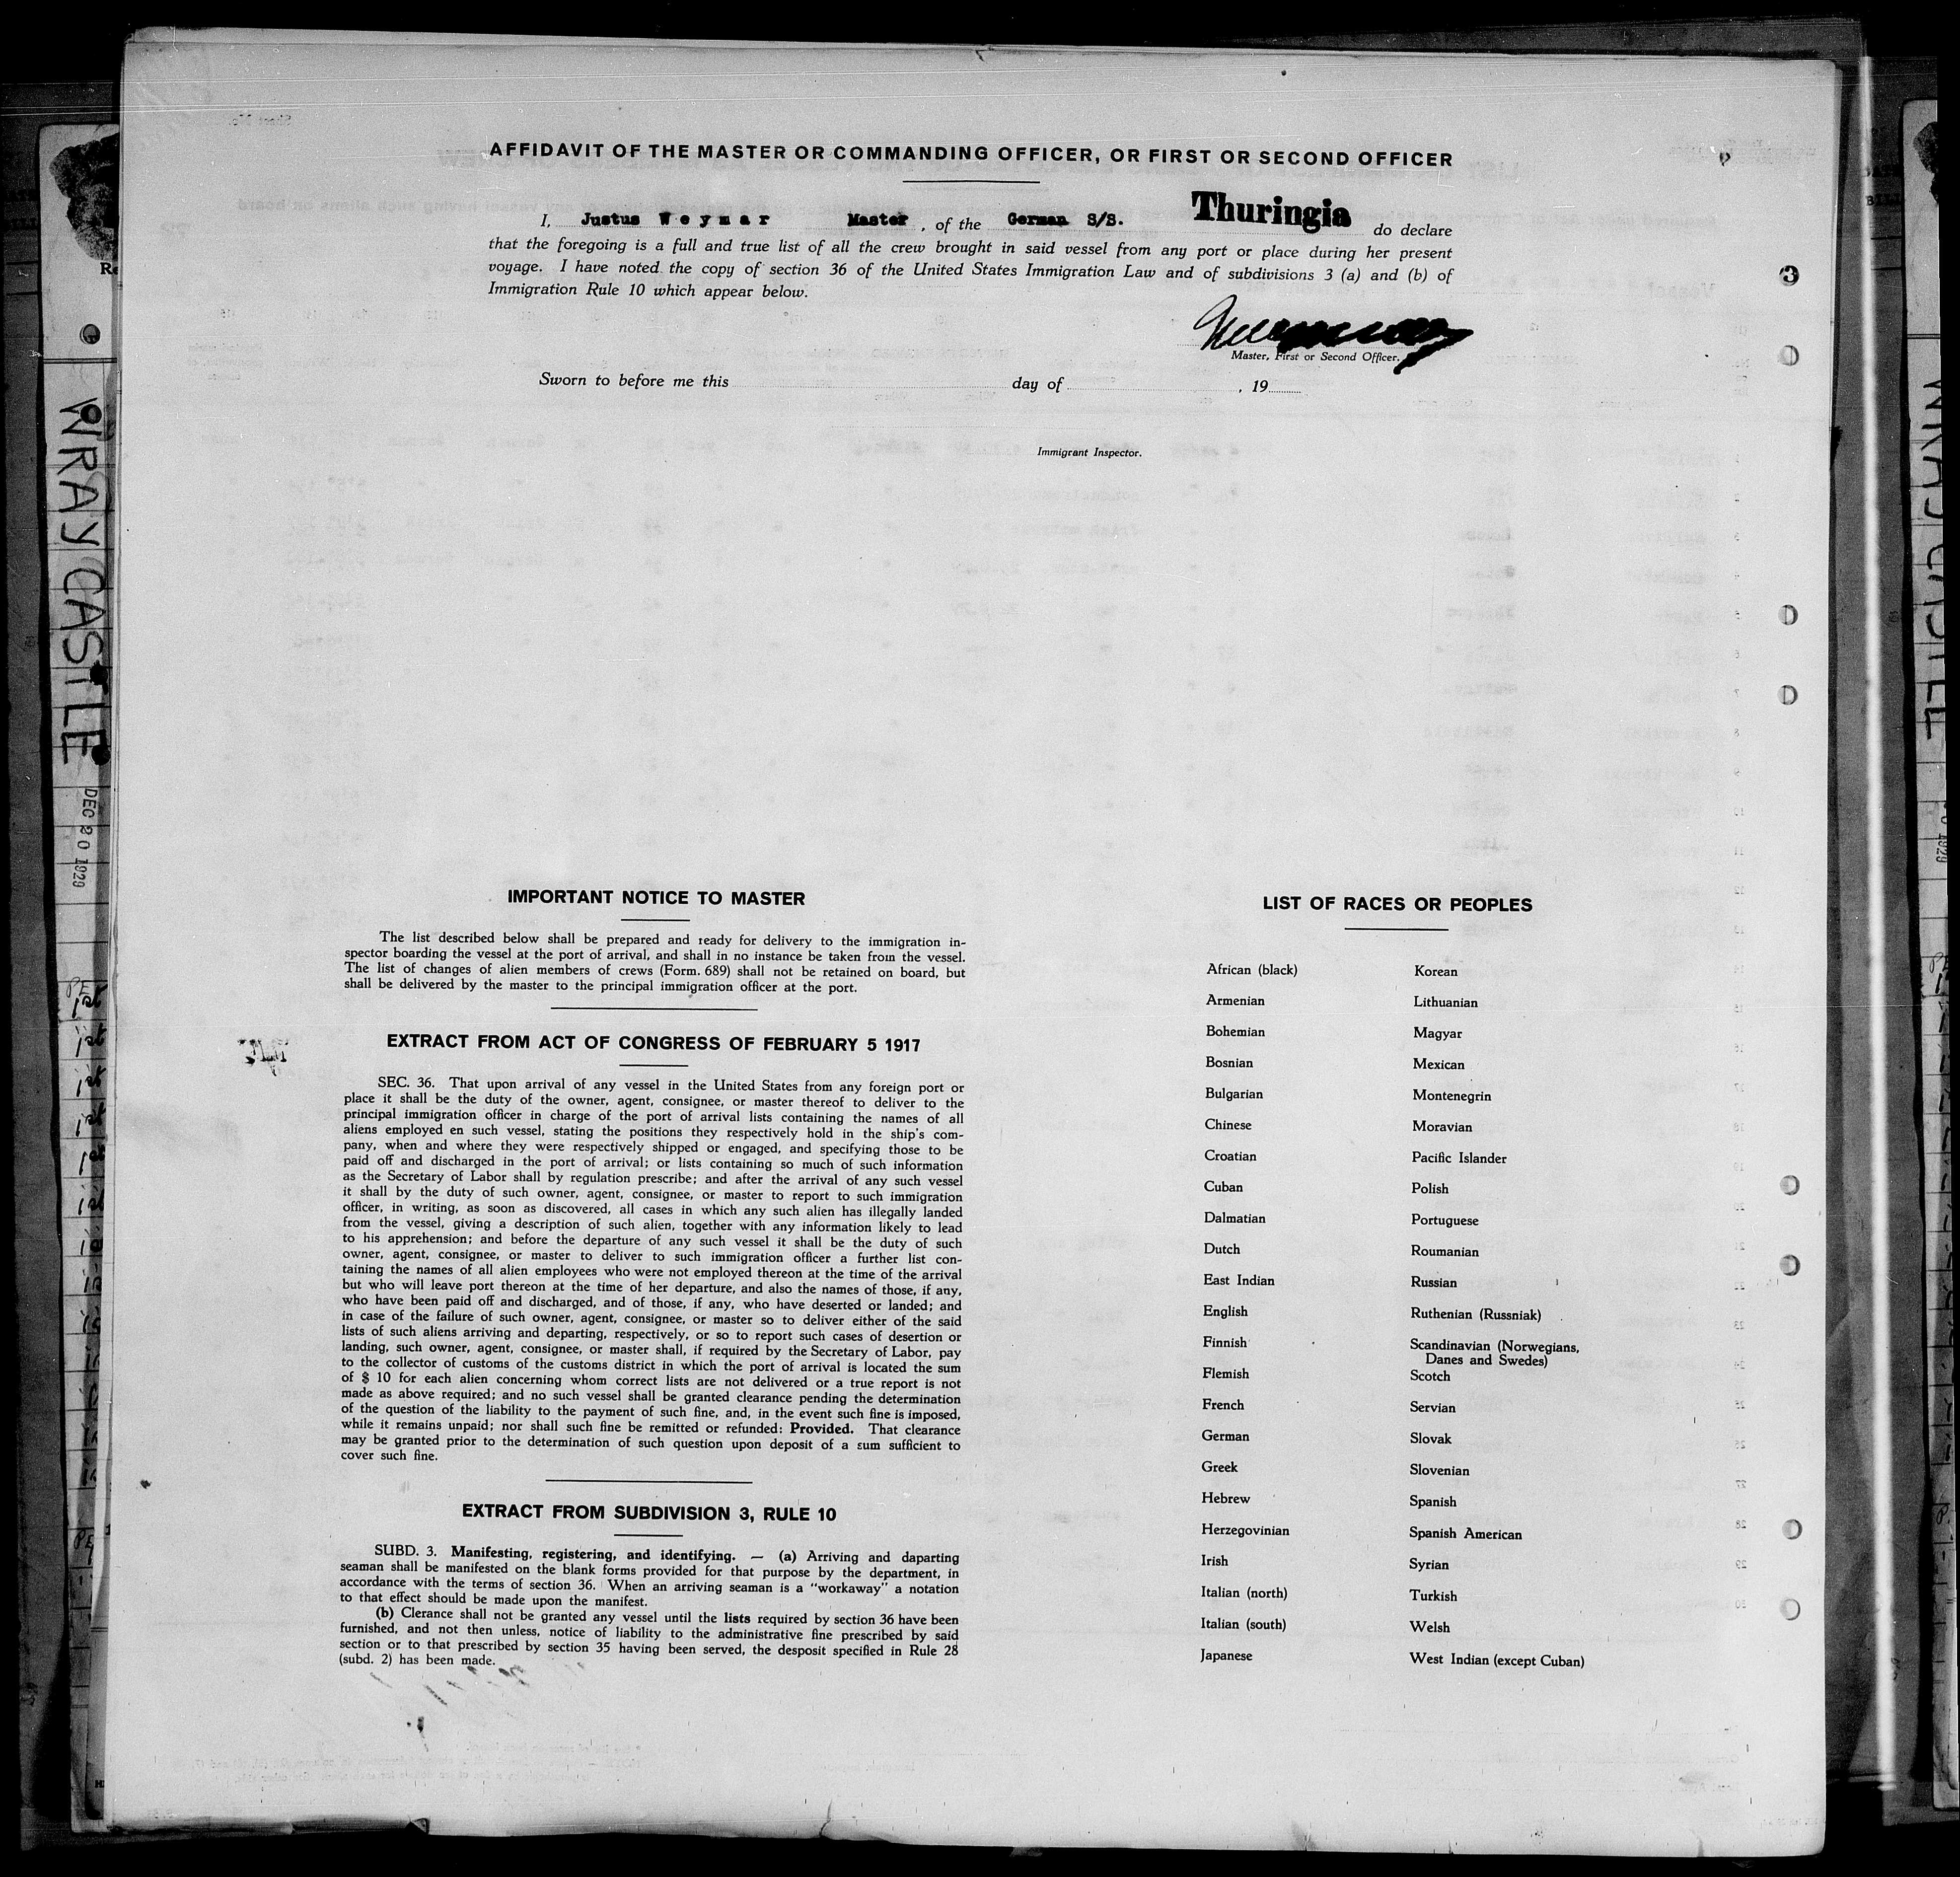 AFFIDAVIT OF THE MASTER OR COMMANDING OFFICER, OR FIRST OR SECOND OFFICER
I, Justus Weymar Master, of the German S/S. Thuringia do declare
that the foregoing is a full and true list of all the crew brought in said vessel from any port or place during her present
voyage. I have noted the copy of section 36 of the United States Immigration Law and of subdivisions 3 (a) and (b) of
Immigration Rule 10 which appear below.
Master, First or Second Officer.
Sworn to before me this day of , 19
Immigrant Inspector.
3
WRAY CASTLE
DEC 20 1929
IMPORTANT NOTICE TO MASTER
The list described below shall be prepared and ready for delivery to the immigration in-
spector boarding the vessel at the port of arrival, and shall in no instance be taken from the vessel.
The list of changes of alien members of crews (Form. 689) shall not be retained on board, but
shall be delivered by the master to the principal immigration officer at the port.
EXTRACT FROM ACT OF CONGRESS OF FEBRUARY 5 1917
SEC. 36. That upon arrival of any vessel in the United States from any foreign port or
place it shall be the duty of the owner, agent, consignee, or master thereof to deliver to the
principal immigration officer in charge of the port of arrival lists containing the names of all
aliens employed en such vessel, stating the positions they respectively hold in the ship's com-
pany, when and where they were respectively shipped or engaged, and specifying those to be
paid off and discharged in the port of arrival; or lists containing so much of such information
as the Secretary of Labor shall by regulation prescribe; and after the arrival of any such vessel
it shall by the duty of such owner, agent, consignee, or master to report to such immigration
officer, in writing, as soon as discovered, all cases in which any such alien has illegally landed
from the vessel, giving a description of such alien, together with any information likely to lead
to his apprehension; and before the departure of any such vessel it shall be the duty of such
owner, agent, consignee, or master to deliver to such immigration officer a further list con-
taining the names of all alien employees who were not employed thereon at the time of the arrival
but who will leave port thereon at the time of her departure, and also the names of those, if any,
who have been paid off and discharged, and of those, if any, who have deserted or landed; and
in case of the failure of such owner, agent, consignee, or master so to deliver either of the said
lists of such aliens arriving and departing, respectively, or so to report such cases of desertion or
landing, such owner, agent, consignee, or master shall, if required by the Secretary of Labor, pay
to the collector of customs of the customs district in which the port of arrival is located the sum
of $ 10 for each alien concerning whom correct lists are not delivered or a true report is not
made as above required; and no such vessel shall be granted clearance pending the determination
of the question of the liability to the payment of such fine, and, in the event such fine is imposed,
while it remains unpaid; nor shall such fine be remitted or refunded: Provided. That clearance
may be granted prior to the determination of such question upon deposit of a sum sufficient to
cover such fine.
EXTRACT FROM SUBDIVISION 3, RULE 10
SUBD. 3. Manifesting, registering, and identifying. — (a) Arriving and daparting
seaman shall be manifested on the blank forms provided for that purpose by the department, in
accordance with the terms of section 36. When an arriving seaman is a "workaway" a notation
to that effect should be made upon the manifest.
(b) Clerance shall not be granted any vessel until the lists required by section 36 have been
furnished, and not then unless, notice of liability to the administrative fine prescribed by said
section or to that prescribed by section 35 having been served, the desposit specified in Rule 28
(subd. 2) has been made.
LIST OF RACES OR PEOPLES
African (black)
Armenian
Bohemian
Bosnian
Bulgarian
Chinese
Croatian
Cuban
Dalmatian
Dutch
East Indian
English
Finnish
Flemish
French
German
Greek
Hebrew
Herzegovinian
Irish
Italian (north)
Italian (south)
Japanese
Korean
Lithuanian
Magyar
Mexican
Montenegrin
Moravian
Pacific Islander
Polish
Portuguese
Roumanian
Russian
Ruthenian (Russniak)
Scandinavian (Norwegians,
Danes and Swedes)
Scotch
Servian
Slovak
Slovenian
Spanish
Spanish American
Syrian
Turkish
Welsh
West Indian (except Cuban)